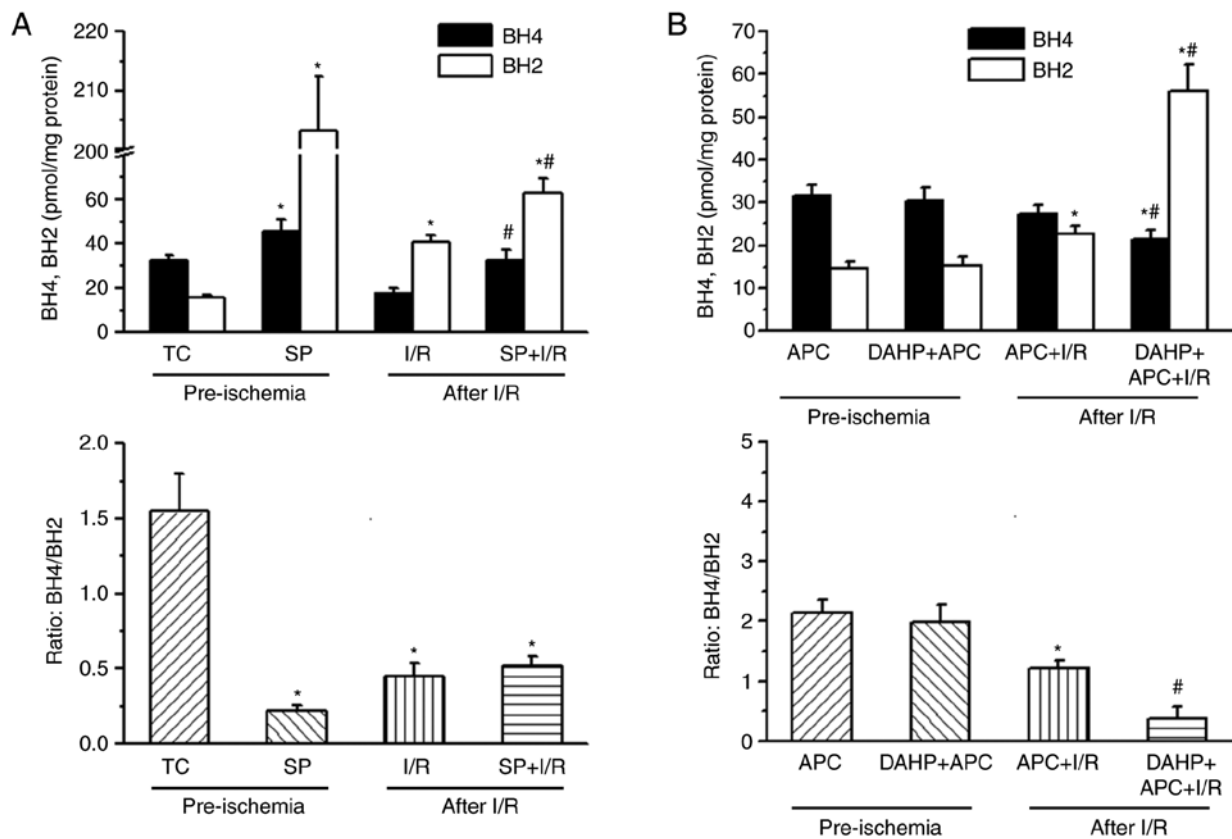 A
BH4, BH2 (pmol/mg protein)
220
210
200
60
40
20
0
BH4
BH2
*
*
*
#
*#
TC
SP
I/R
SP+I/R
Pre-ischemia
After I/R
Ratio: BH4/BH2
2.0
1.5
1.0
0.5
0.0
*
*
*
TC
SP
I/R
SP+I/R
Pre-ischemia
After I/R
B
BH4, BH2 (pmol/mg protein)
70
60
50
40
30
20
10
0
BH4
BH2
*
*#
*#
APC
DAHP+APC
APC+I/R
DAHP+
APC+I/R
Pre-ischemia
After I/R
Ratio: BH4/BH2
5
4
3
2
1
0
*
#
APC
DAHP+APC
APC+I/R
DAHP+
APC+I/R
Pre-ischemia
After I/R